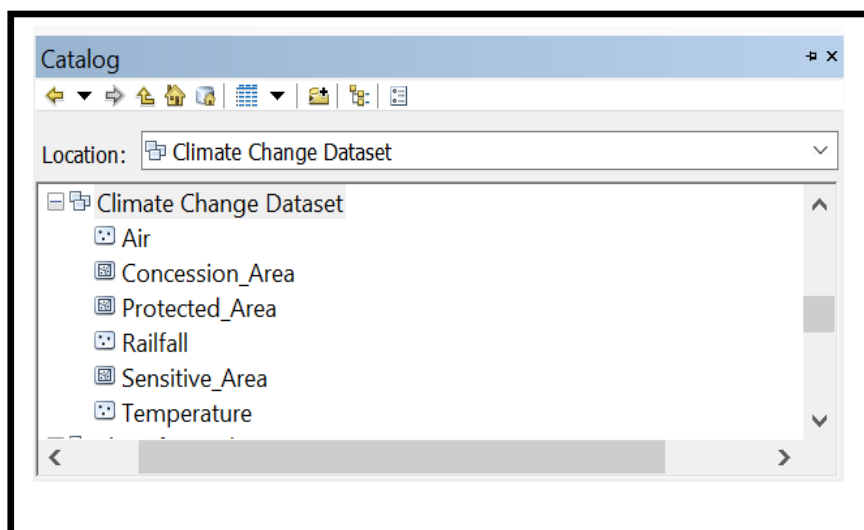 Catalog
Location: Climate Change Dataset
Climate Change Dataset
Air
Concession_Area
Protected_Area
Railfall
Sensitive_Area
Temperature